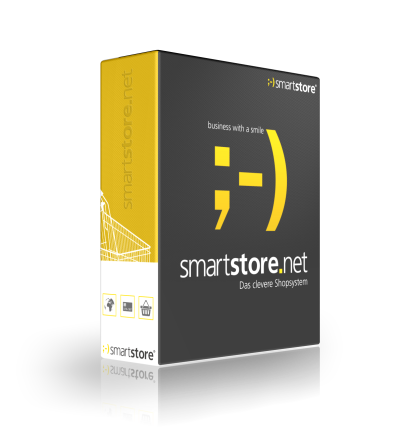 smartstore.net
smartstore
;-) smartstore
business with a smile
;-)
smartstore.net
Das clevere Shopsystem